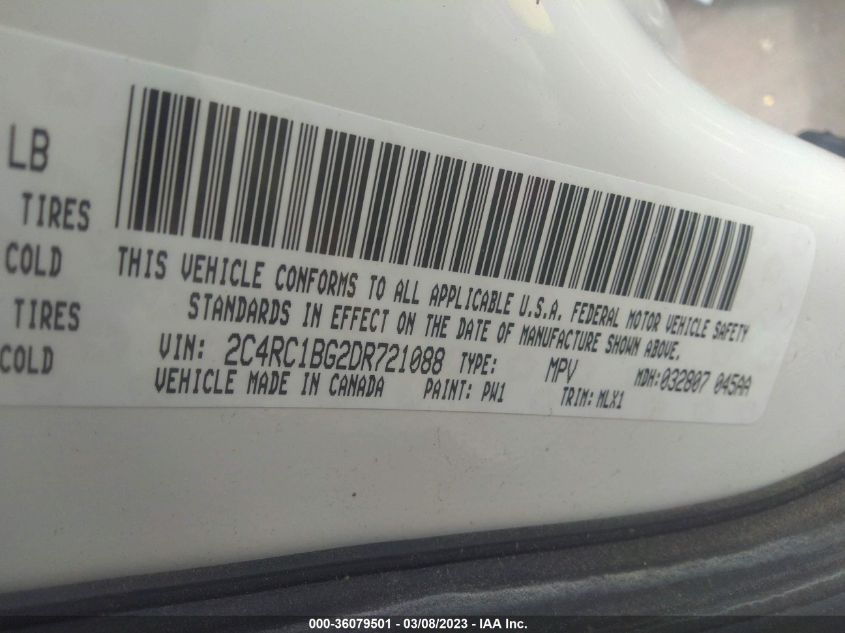 LB
TIRES
COLD
TIRES
COLD
THIS VEHICLE CONFORMS TO ALL APPLICABLE U.S.A. FEDERAL MOTOR VEHICLE SAFETY
STANDARDS IN EFFECT ON THE DATE OF MANUFACTURE SHOWN ABOVE.
VIN: 2C4RC1BG2DR721088 TYPE: MPV MDH:032807 045AA
VEHICLE MADE IN CANADA PAINT: PW1 TRIM: MLX1
000-36079501 - 03/08/2023 - IAA Inc.